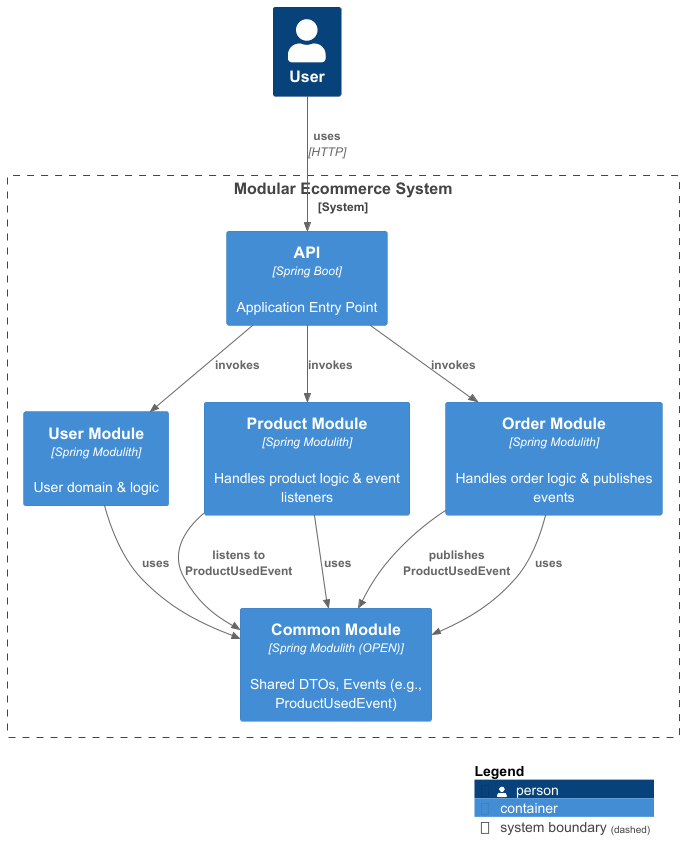 User
uses
[HTTP]
Modular Ecommerce System
[System]
API
[Spring Boot]
Application Entry Point
invokes
invokes
invokes
User Module
[Spring Modulith]
User domain & logic
Product Module
[Spring Modulith]
Handles product logic & event
listeners
Order Module
[Spring Modulith]
Handles order logic & publishes
events
uses
listens to
ProductUsedEvent
uses
publishes
ProductUsedEvent
uses
Common Module
[Spring Modulith (OPEN)]
Shared DTOs, Events (e.g.,
ProductUsedEvent)
Legend
person
container
system boundary (dashed)